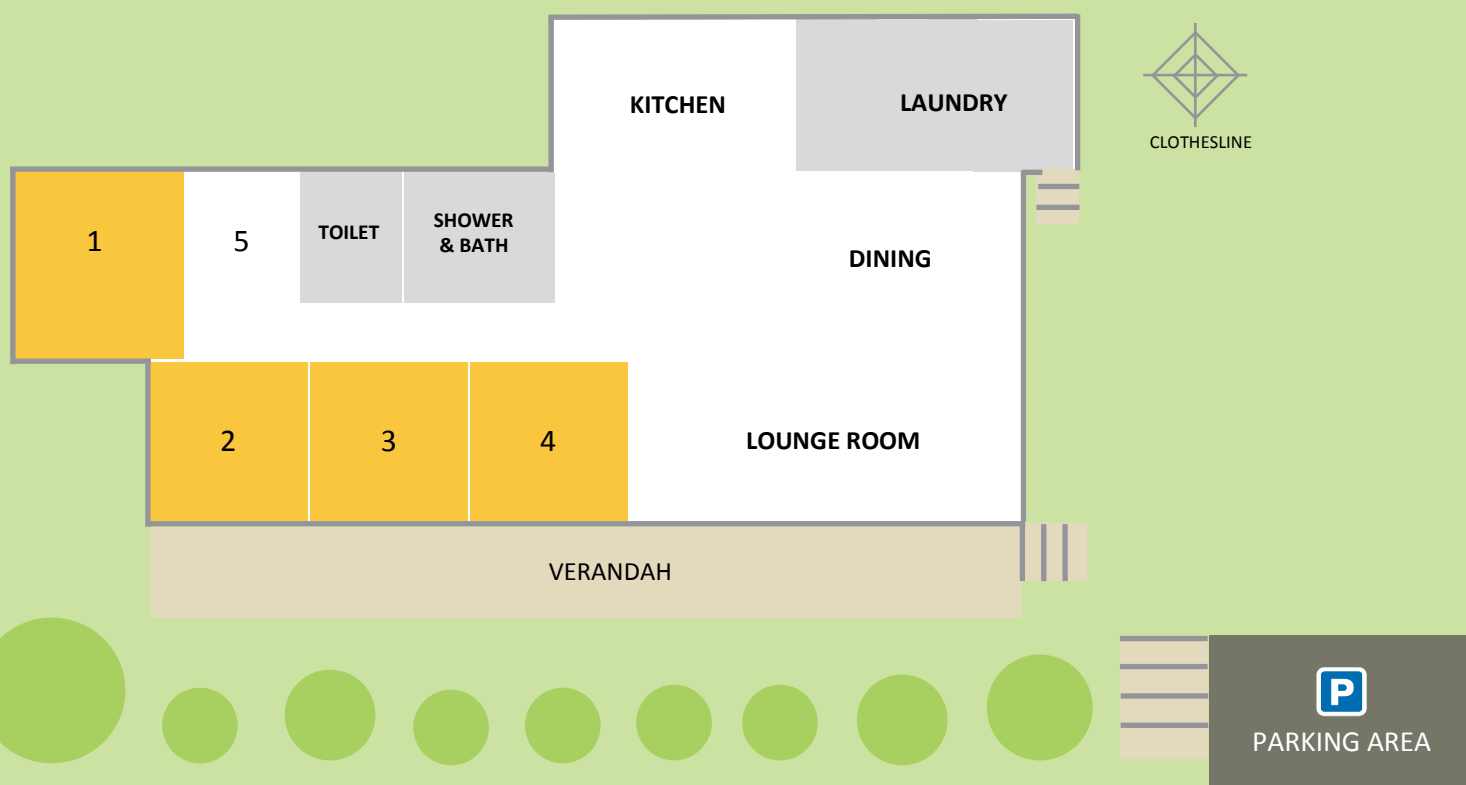 KITCHEN
LAUNDRY
CLOTHESLINE
1
5
TOILET
SHOWER
& BATH
DINING
2
3
4
LOUNGE ROOM
VERANDAH
P
PARKING AREA